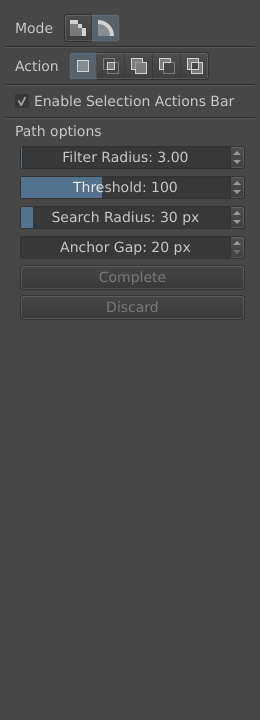 Mode
Action
Enable Selection Actions Bar
Path options
Filter Radius: 3.00
Threshold: 100
Search Radius: 30 px
Anchor Gap: 20 px
Complete
Discard